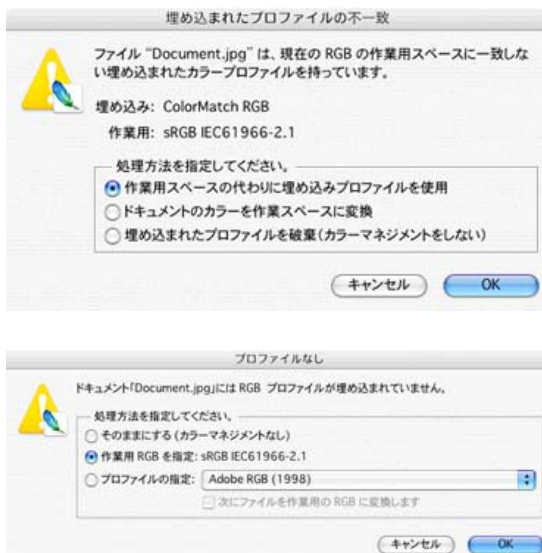 埋め込まれたプロファイルの不一致
ファイル “Document.jpg” は、現在の RGB の作業用スペースに一致しな
い埋め込まれたカラープロファイルを持っています。
埋め込み: ColorMatch RGB
作業用: sRGB IEC61966-2.1
処理方法を指定してください。
作業用スペースの代わりに埋め込みプロファイルを使用
ドキュメントのカラーを作業スペースに変換
埋め込まれたプロファイルを破棄(カラーマネジメントをしない)
キャンセル OK
プロファイルなし
ドキュメント「Document.jpg」には RGB プロファイルが埋め込まれていません。
処理方法を指定してください。
そのままにする (カラーマネジメントなし)
作業用 RGB を指定: sRGB IEC61966-2.1
プロファイルの指定: Adobe RGB (1998)
次にファイルを作業用の RGB に変換します
キャンセル OK